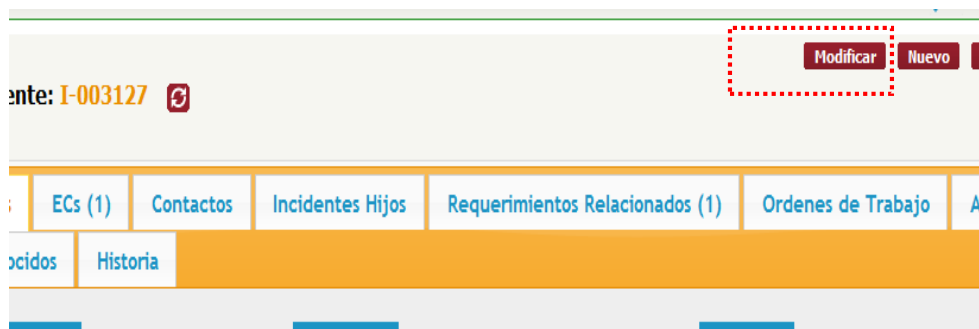 Modificar Nuevo
ente: I-003127
s ECs (1) Contactos Incidentes Hijos Requerimientos Relacionados (1) Ordenes de Trabajo A
ocidos Historia